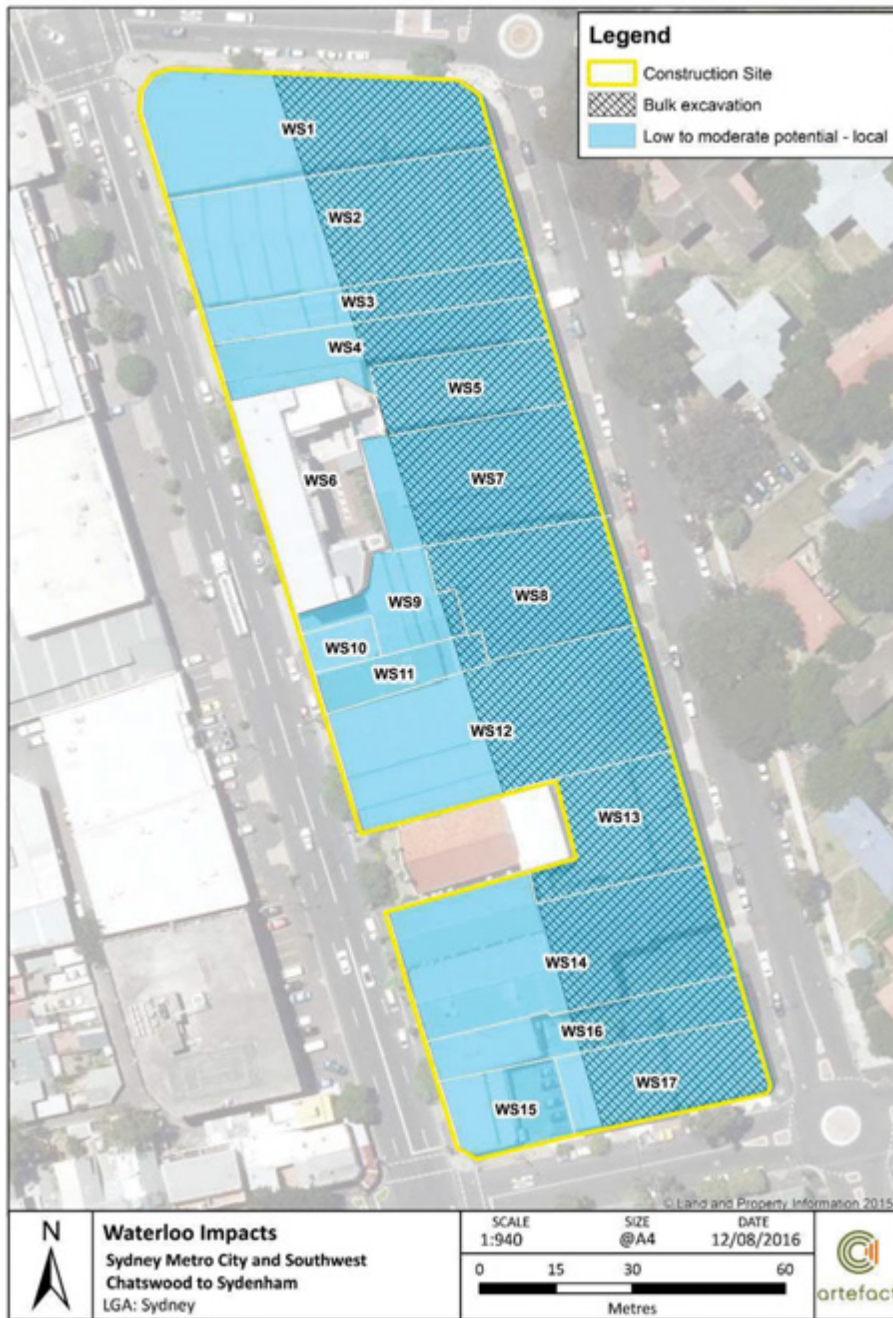 Legend
Construction Site
Bulk excavation
Low to moderate potential - local
WS1
WS2
WS3
WS4
WS5
WS6
WS7
WS8
WS9
WS10
WS11
WS12
WS13
WS14
WS16
WS17
WS15
© Land and Property Information 2015
N
Waterloo Impacts
Sydney Metro City and Southwest
Chatswood to Sydenham
LGA: Sydney
SCALE SIZE DATE
1:940 @A4 12/08/2016
0 15 30 60
Metres
artefact